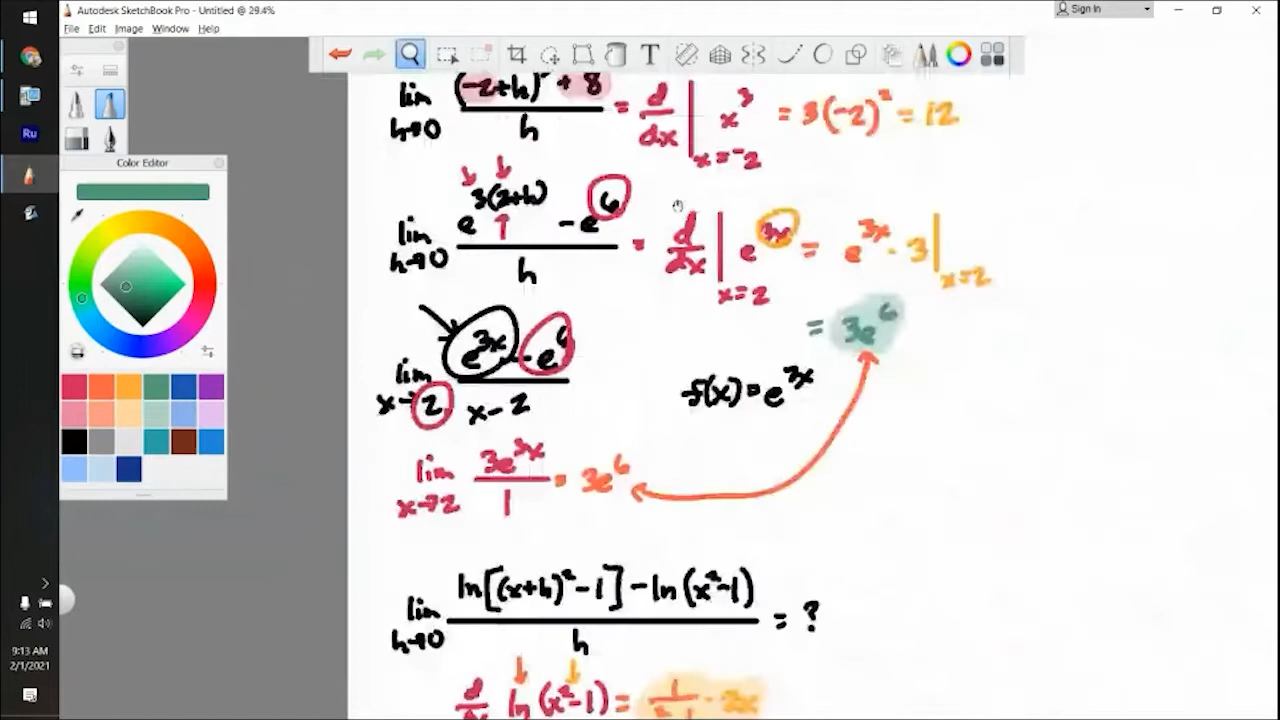 Autodesk SketchBook Pro - Untitled @ 29.4%
Sign In
File Edit Image Window Help
Color Editor
lim h→0 (-2+h)³ + 8 / h = d/dx | x=-2 x³ = 3(-2)² = 12
lim h→0 e^3(2+h) - e^6 / h = d/dx | x=2 e^3x = e^3x · 3 | x=2
= 3e^6
lim x→2 e^3x - e^6 / x-2
f(x) = e^3x
lim x→2 3e^3x / 1 = 3e^6
lim h→0 ln[(x+h)²-1] - ln(x²-1) / h = ?
d/dx ln(x²-1) = 1/x²-1 · 2x
Ru
9:13 AM
2/1/2021